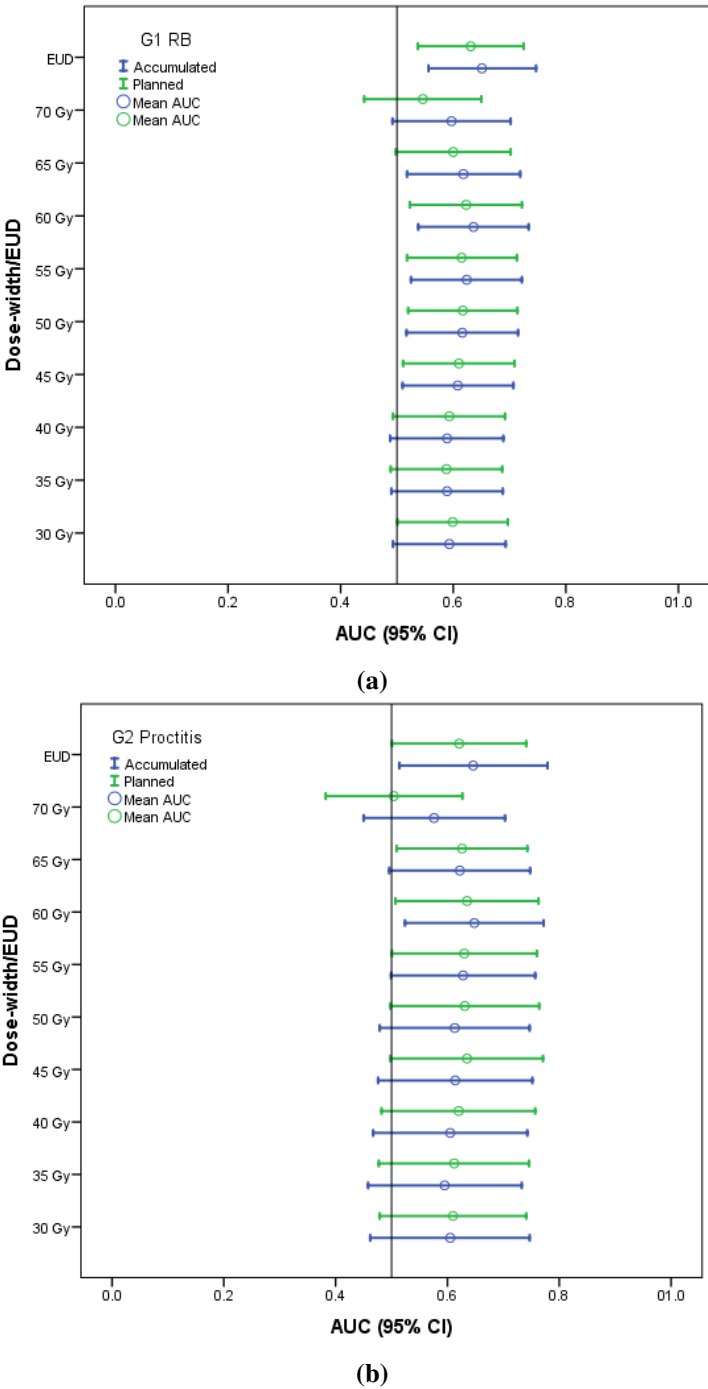 G1 RB
Accumulated
Planned
Mean AUC
Mean AUC
EUD
70 Gy
65 Gy
60 Gy
55 Gy
50 Gy
45 Gy
40 Gy
35 Gy
30 Gy
Dose-width/EUD
0.0 0.2 0.4 0.6 0.8 01.0
AUC (95% CI)
(a)
G2 Proctitis
Accumulated
Planned
Mean AUC
Mean AUC
EUD
70 Gy
65 Gy
60 Gy
55 Gy
50 Gy
45 Gy
40 Gy
35 Gy
30 Gy
Dose-width/EUD
0.0 0.2 0.4 0.6 0.8 01.0
AUC (95% CI)
(b)